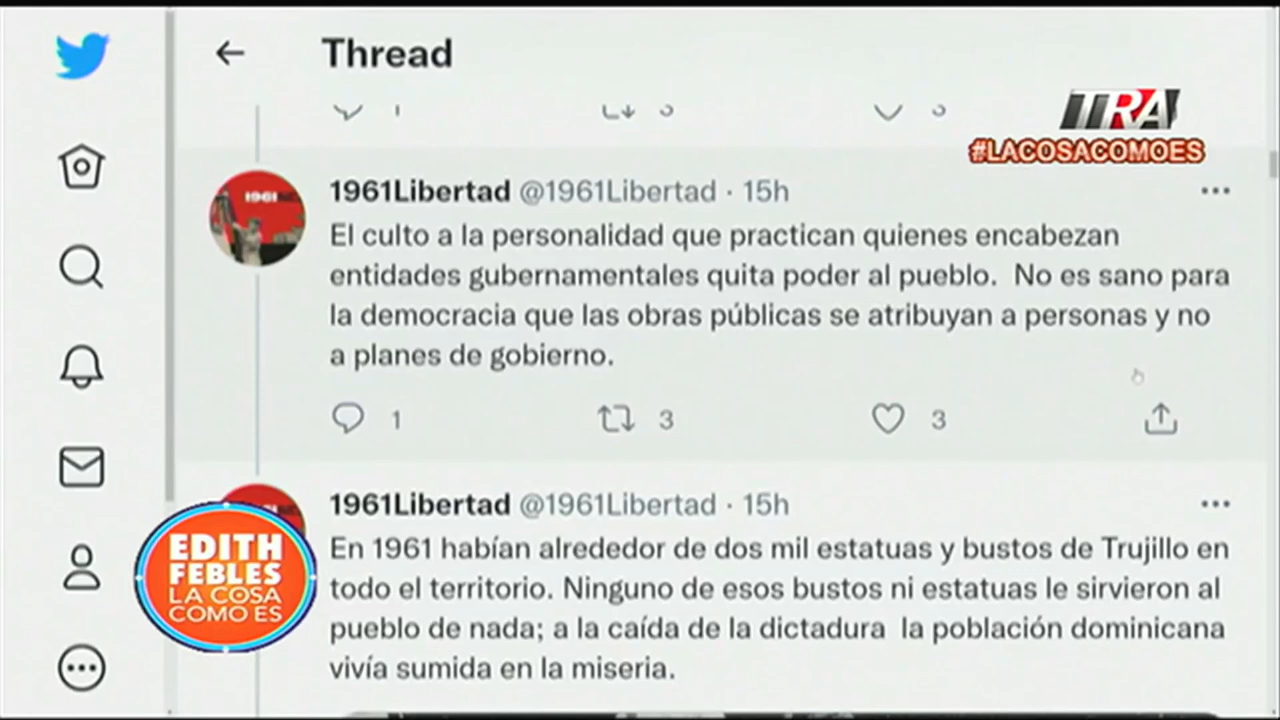 Thread
TRA
#LACOSACOMOES
1961Libertad @1961Libertad · 15h
El culto a la personalidad que practican quienes encabezan
entidades gubernamentales quita poder al pueblo.  No es sano para
la democracia que las obras públicas se atribuyan a personas y no
a planes de gobierno.
1 3 3
1961Libertad @1961Libertad · 15h
En 1961 habían alrededor de dos mil estatuas y bustos de Trujillo en
todo el territorio. Ninguno de esos bustos ni estatuas le sirvieron al
pueblo de nada; a la caída de la dictadura  la población dominicana
vivía sumida en la miseria.
EDITH
FEBLES
LA COSA
COMO ES
1961